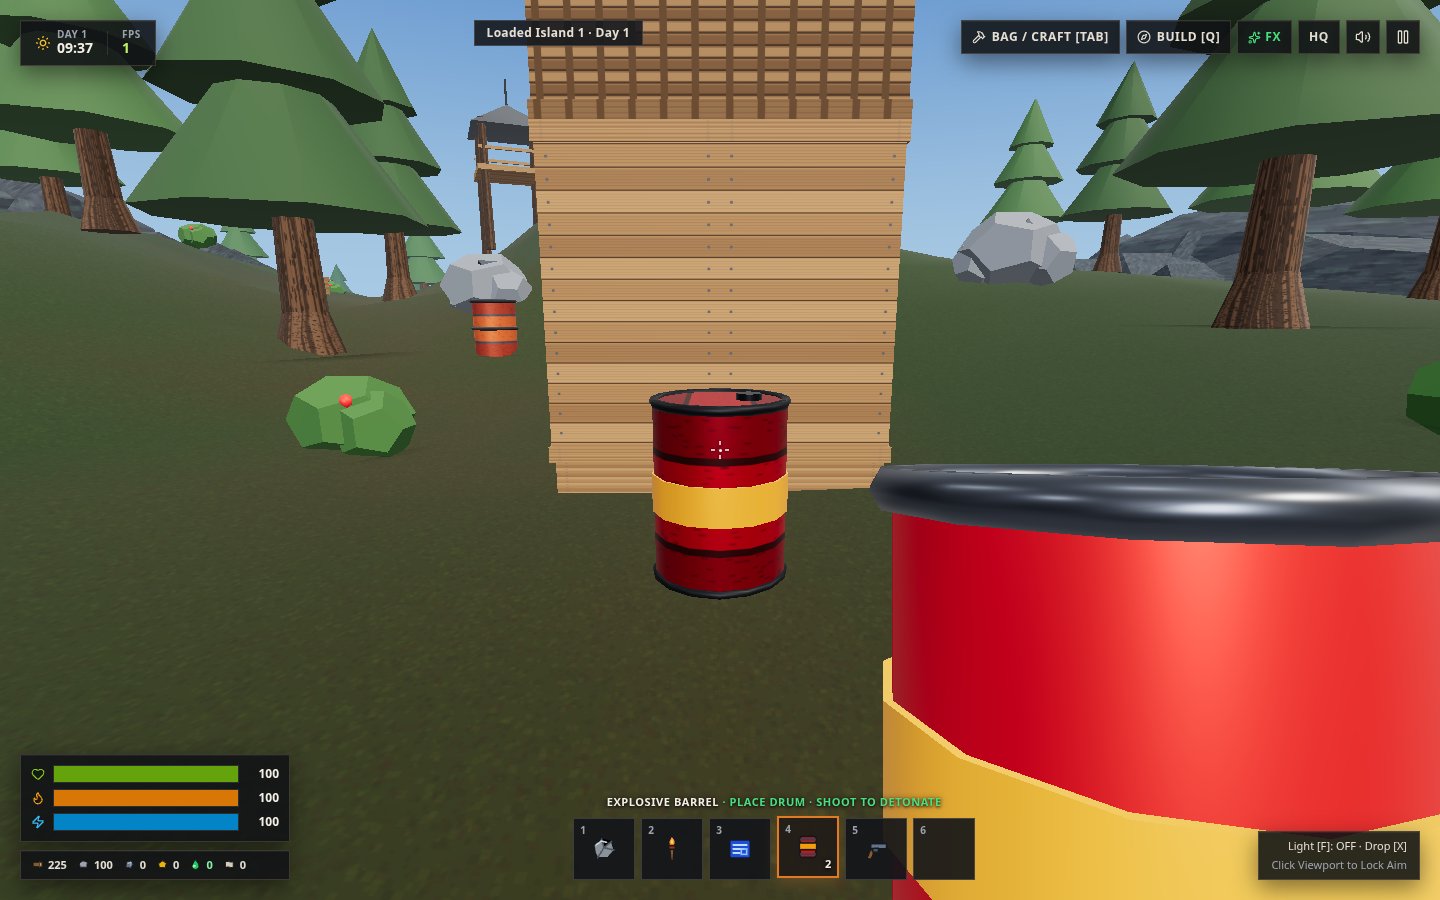 DAY 1
09:37
FPS
1
Loaded Island 1 · Day 1
BAG / CRAFT [TAB]
BUILD [Q]
FX
HQ
100
100
100
225
100
0
0
0
0
EXPLOSIVE BARREL · PLACE DRUM · SHOOT TO DETONATE
1
2
3
4
2
5
6
Light [F]: OFF · Drop [X]
Click Viewport to Lock Aim